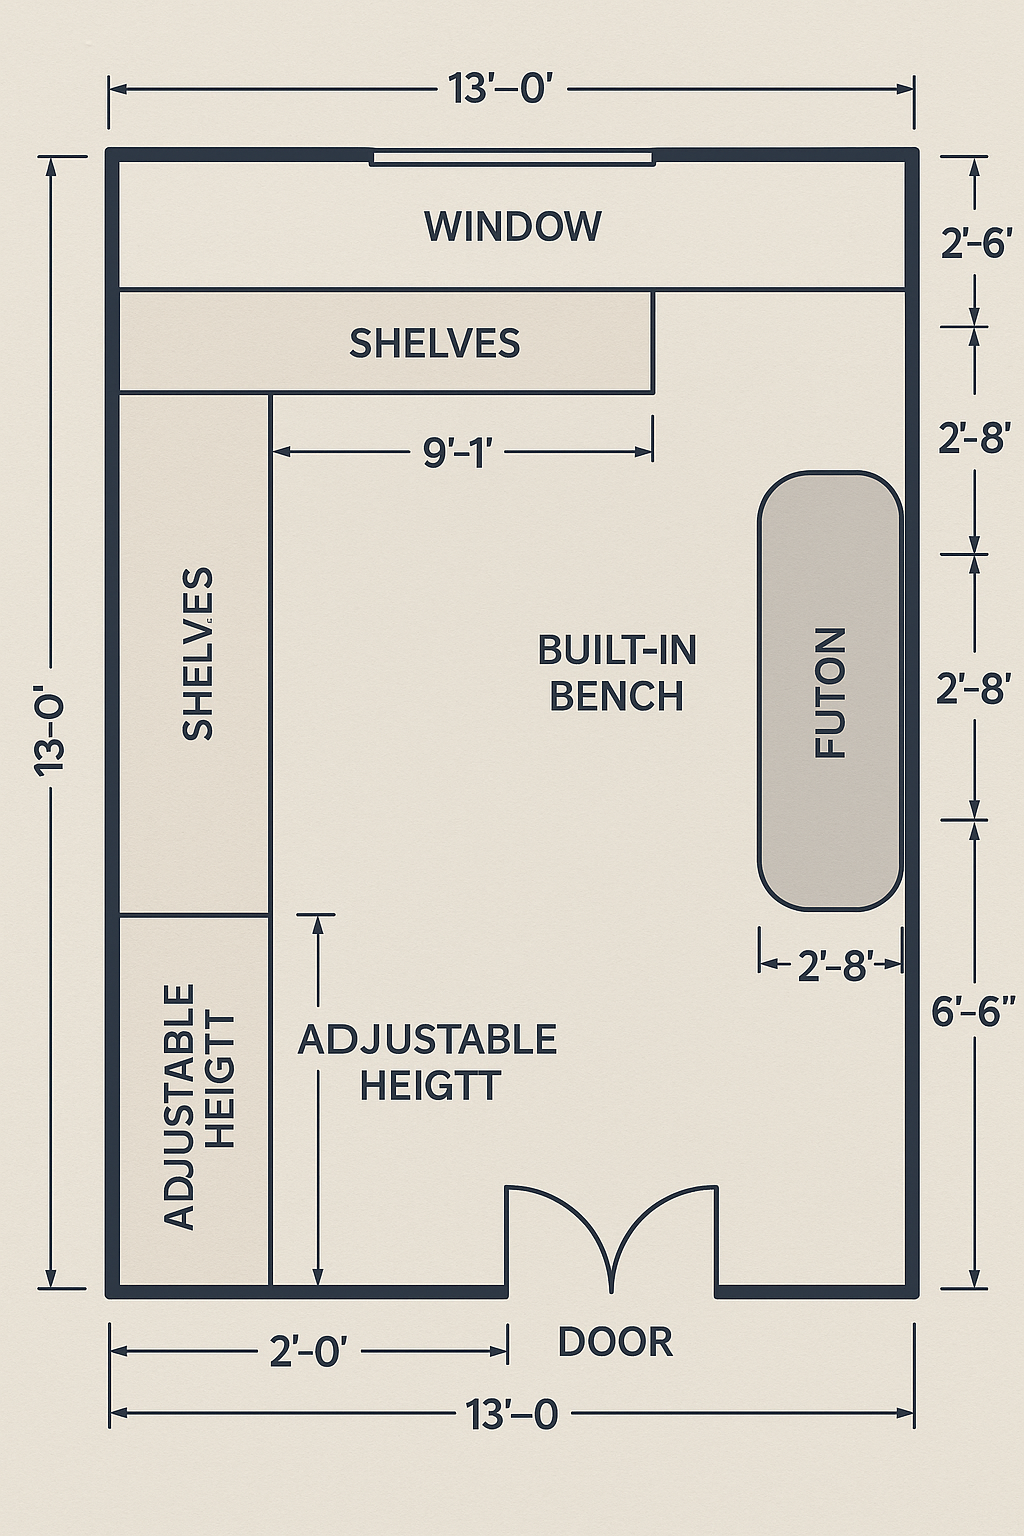 13'–0'
WINDOW
2'-6'
SHELVES
2'-8'
9'-1'
SHELVES
BUILT-IN
BENCH
FUTON
2'-8'
13-0'
2'-8'
6'-6"
ADJUSTABLE
HEIGTT
ADJUSTABLE
HEIGTT
2'-0'
DOOR
13'–0